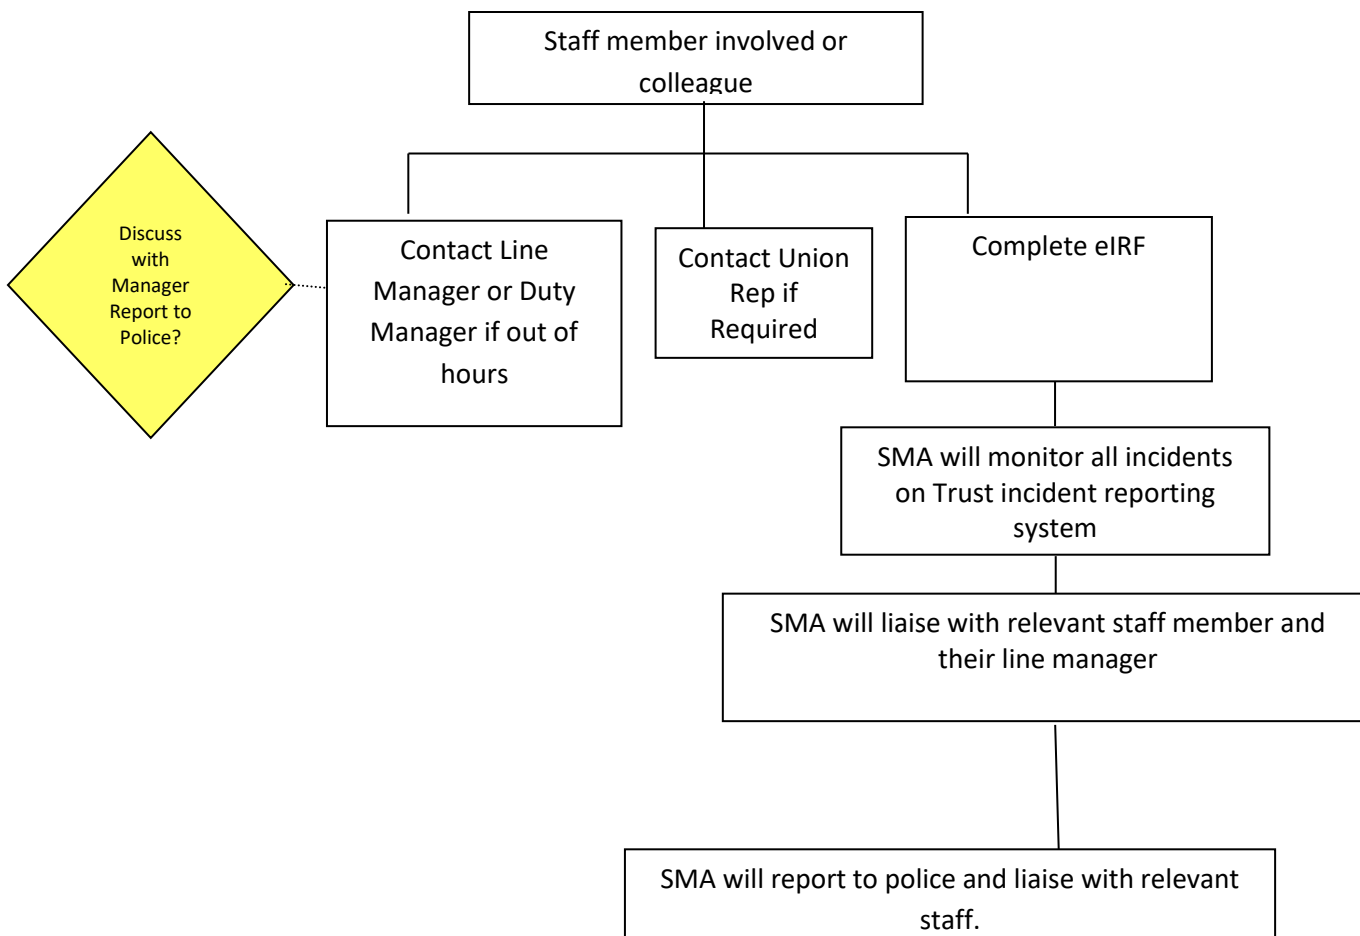 Staff member involved or
colleague
Discuss
with
Manager
Report to
Police?
Contact Line
Manager or Duty
Manager if out of
hours
Contact Union
Rep if
Required
Complete eIRF
SMA will monitor all incidents
on Trust incident reporting
system
SMA will liaise with relevant staff member and
their line manager
SMA will report to police and liaise with relevant
staff.